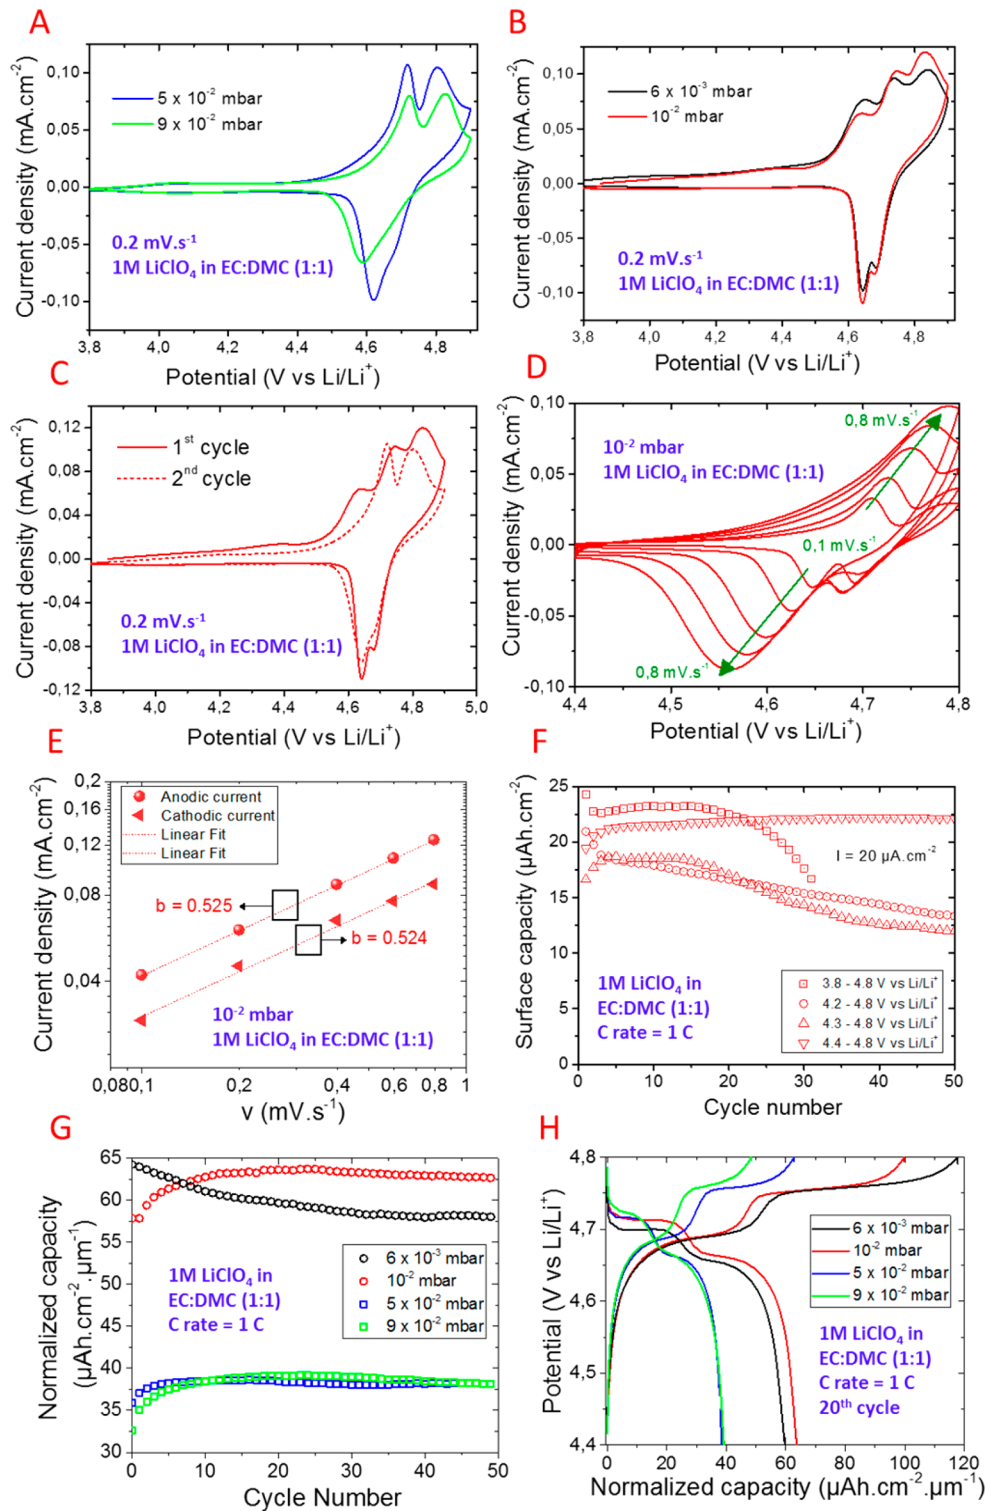 A
Current density (mA.cm⁻²)
0,10
0,05
0,00
-0,05
-0,10
5 x 10⁻² mbar
9 x 10⁻² mbar
0.2 mV.s⁻¹
1M LiClO₄ in EC:DMC (1:1)
3,8 4,0 4,2 4,4 4,6 4,8
Potential (V vs Li/Li⁺)
B
Current density (mA.cm⁻²)
0,10
0,05
0,00
-0,05
-0,10
6 x 10⁻³ mbar
10⁻² mbar
0.2 mV.s⁻¹
1M LiClO₄ in EC:DMC (1:1)
3,8 4,0 4,2 4,4 4,6 4,8
Potential (V vs Li/Li⁺)
C
Current density (mA.cm⁻²)
0,12
0,08
0,04
0,00
-0,04
-0,08
-0,12
1ˢᵗ cycle
2ⁿᵈ cycle
0.2 mV.s⁻¹
1M LiClO₄ in EC:DMC (1:1)
3,8 4,0 4,2 4,4 4,6 4,8 5,0
Potential (V vs Li/Li⁺)
D
Current density (mA.cm⁻²)
0,10
0,05
0,00
-0,05
-0,10
10⁻² mbar
1M LiClO₄ in EC:DMC (1:1)
0,8 mV.s⁻¹
0,1 mV.s⁻¹
0,8 mV.s⁻¹
4,4 4,5 4,6 4,7 4,8
Potential (V vs Li/Li⁺)
E
Current density (mA.cm⁻²)
0,2
0,12
0,08
0,04
Anodic current
Cathodic current
Linear Fit
Linear Fit
b = 0.525
b = 0.524
10⁻² mbar
1M LiClO₄ in EC:DMC (1:1)
0,08 0,1 0,2 0,4 0,6 0,8 1
v (mV.s⁻¹)
F
Surface capacity (µAh.cm⁻²)
25
22
20
17
15
12
10
7
5
2
0
I = 20 µA.cm⁻²
1M LiClO₄ in
EC:DMC (1:1)
C rate = 1 C
3.8 - 4.8 V vs Li/Li⁺
4.2 - 4.8 V vs Li/Li⁺
4.3 - 4.8 V vs Li/Li⁺
4.4 - 4.8 V vs Li/Li⁺
0 10 20 30 40 50
Cycle number
G
Normalized capacity
(µAh.cm⁻².µm⁻¹)
65
60
55
50
45
40
35
30
1M LiClO₄ in
EC:DMC (1:1)
C rate = 1 C
6 x 10⁻³ mbar
10⁻² mbar
5 x 10⁻² mbar
9 x 10⁻² mbar
0 10 20 30 40 50
Cycle Number
H
Potential (V vs Li/Li⁺)
4,8
4,7
4,6
4,5
4,4
6 x 10⁻³ mbar
10⁻² mbar
5 x 10⁻² mbar
9 x 10⁻² mbar
1M LiClO₄ in
EC:DMC (1:1)
C rate = 1 C
20ᵗʰ cycle
0 20 40 60 80 100 120
Normalized capacity (µAh.cm⁻².µm⁻¹)